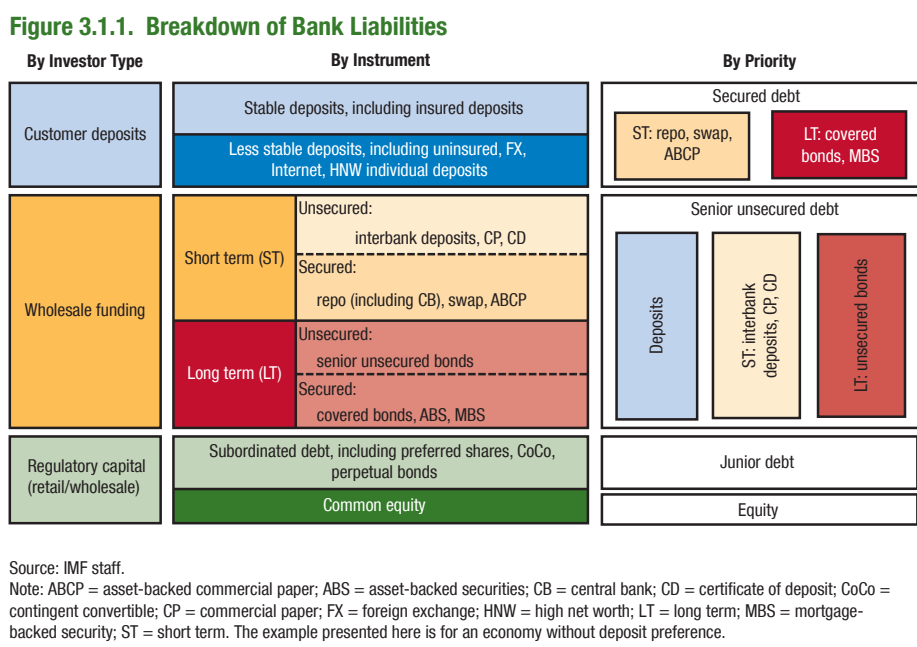 Figure 3.1.1. Breakdown of Bank Liabilities
By Investor Type
By Instrument
By Priority
Customer deposits
Stable deposits, including insured deposits
Less stable deposits, including uninsured, FX,
Internet, HNW individual deposits
Secured debt
ST: repo, swap,
ABCP
LT: covered
bonds, MBS
Wholesale funding
Short term (ST)
Unsecured:
interbank deposits, CP, CD
Secured:
repo (including CB), swap, ABCP
Long term (LT)
Unsecured:
senior unsecured bonds
Secured:
covered bonds, ABS, MBS
Senior unsecured debt
Deposits
ST: interbank
deposits, CP, CD
LT: unsecured bonds
Regulatory capital
(retail/wholesale)
Subordinated debt, including preferred shares, CoCo,
perpetual bonds
Common equity
Junior debt
Equity
Source: IMF staff.
Note: ABCP = asset-backed commercial paper; ABS = asset-backed securities; CB = central bank; CD = certificate of deposit; CoCo =
contingent convertible; CP = commercial paper; FX = foreign exchange; HNW = high net worth; LT = long term; MBS = mortgage-
backed security; ST = short term. The example presented here is for an economy without deposit preference.